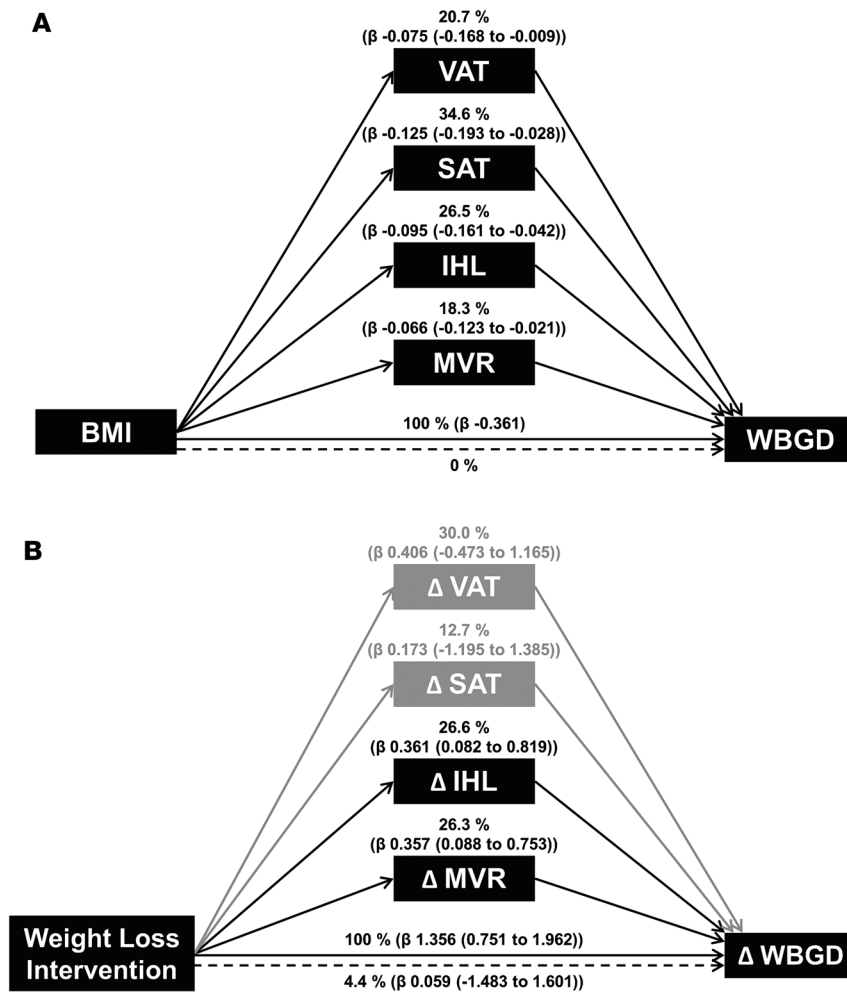 A
20.7 %
(β -0.075 (-0.168 to -0.009))
VAT
34.6 %
(β -0.125 (-0.193 to -0.028))
SAT
26.5 %
(β -0.095 (-0.161 to -0.042))
IHL
18.3 %
(β -0.066 (-0.123 to -0.021))
MVR
BMI
100 % (β -0.361)
0 %
WBGD
B
30.0 %
(β 0.406 (-0.473 to 1.165))
Δ VAT
12.7 %
(β 0.173 (-1.195 to 1.385))
Δ SAT
26.6 %
(β 0.361 (0.082 to 0.819))
Δ IHL
26.3 %
(β 0.357 (0.088 to 0.753))
Δ MVR
Weight Loss
Intervention
100 % (β 1.356 (0.751 to 1.962))
4.4 % (β 0.059 (-1.483 to 1.601))
Δ WBGD